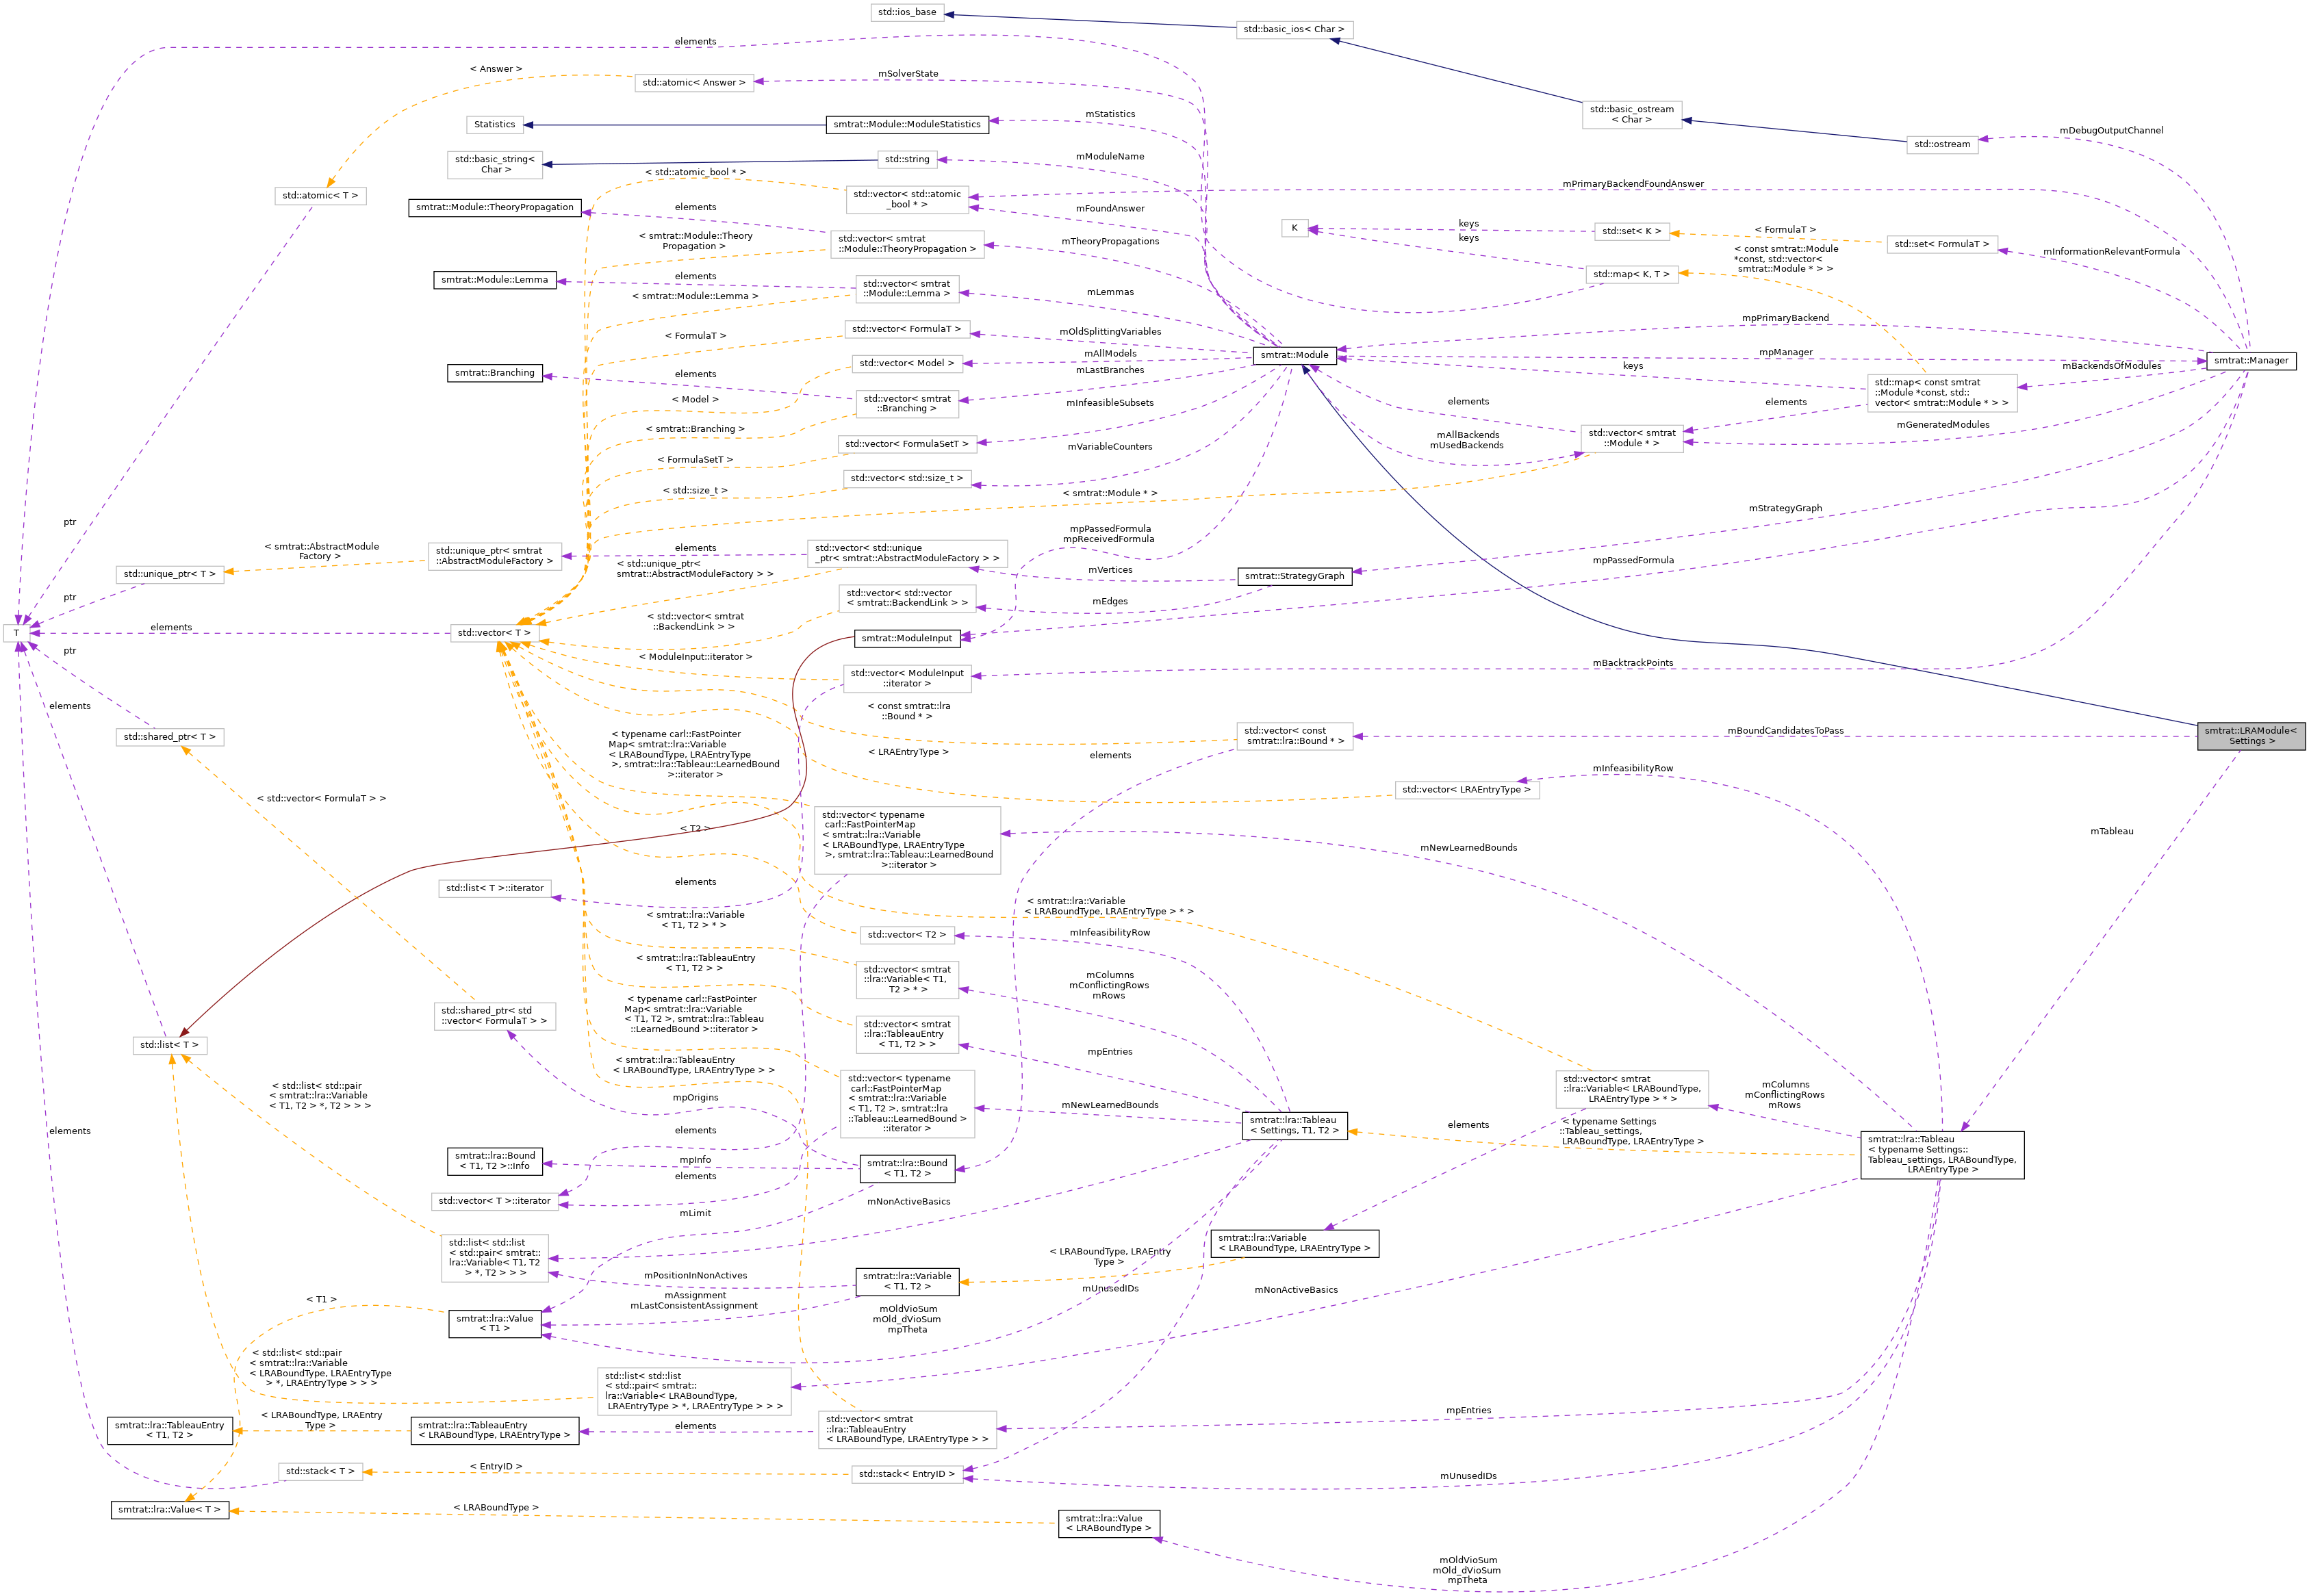 std::ios_base
std::basic_ios< Char >
elements
< Answer >
std::atomic< Answer >
mSolverState
std::basic_ostream
< Char >
mStatistics
Statistics
smtrat::Module::ModuleStatistics
mDebugOutputChannel
std::ostream
std::basic_string<
Char >
std::string
mModuleName
< std::atomic_bool * >
std::vector< std::atomic
_bool * >
mPrimaryBackendFoundAnswer
std::atomic< T >
smtrat::Module::TheoryPropagation
elements
mFoundAnswer
K
keys
keys
std::set< K >
< FormulaT >
std::set< FormulaT >
mInformationRelevantFormula
< smtrat::Module::Theory
Propagation >
std::vector< smtrat
::Module::TheoryPropagation >
mTheoryPropagations
< const smtrat::Module
*const, std::vector<
smtrat::Module * > >
std::map< K, T >
smtrat::Module::Lemma
elements
std::vector< smtrat
::Module::Lemma >
mLemmas
< smtrat::Module::Lemma >
< FormulaT >
std::vector< FormulaT >
mOldSplittingVariables
mpPrimaryBackend
smtrat::Module
mpManager
smtrat::Manager
std::vector< Model >
mAllModels
keys
mBackendsOfModules
smtrat::Branching
elements
mLastBranches
std::map< const smtrat
::Module *const, std::
vector< smtrat::Module * > >
< Model >
std::vector< smtrat
::Branching >
mInfeasibleSubsets
elements
elements
< smtrat::Branching >
std::vector< FormulaSetT >
mVariableCounters
mAllBackends
mUsedBackends
std::vector< smtrat
::Module * >
mGeneratedModules
< FormulaSetT >
std::vector< std::size_t >
< std::size_t >
< smtrat::Module * >
mStrategyGraph
ptr
mpPassedFormula
mpReceivedFormula
< smtrat::AbstractModule
Factory >
std::unique_ptr< smtrat
::AbstractModuleFactory >
elements
std::vector< std::unique
_ptr< smtrat::AbstractModuleFactory > >
mpPassedFormula
std::unique_ptr< T >
< std::unique_ptr<
smtrat::AbstractModuleFactory > >
mVertices
smtrat::StrategyGraph
ptr
std::vector< std::vector
< smtrat::BackendLink > >
mEdges
T
elements
std::vector< T >
< std::vector< smtrat
::BackendLink > >
smtrat::ModuleInput
ptr
< ModuleInput::iterator >
std::vector< ModuleInput
::iterator >
mBacktrackPoints
elements
< const smtrat::lra
::Bound * >
std::shared_ptr< T >
< typename carl::FastPointer
Map< smtrat::lra::Variable
< LRABoundType, LRAEntryType
>, smtrat::lra::Tableau::LearnedBound
>::iterator >
< LRAEntryType >
elements
std::vector< const
smtrat::lra::Bound * >
mBoundCandidatesToPass
smtrat::LRAModule<
Settings >
mInfeasibilityRow
std::vector< LRAEntryType >
< std::vector< FormulaT > >
< T2 >
std::vector< typename
carl::FastPointerMap
< smtrat::lra::Variable
< LRABoundType, LRAEntryType
>, smtrat::lra::Tableau::LearnedBound
>::iterator >
mNewLearnedBounds
mTableau
std::list< T >::iterator
elements
< smtrat::lra::Variable
< LRABoundType, LRAEntryType > * >
< smtrat::lra::Variable
< T1, T2 > * >
std::vector< T2 >
mInfeasibilityRow
< smtrat::lra::TableauEntry
< T1, T2 > >
std::vector< smtrat
::lra::Variable< T1,
T2 > * >
mColumns
mConflictingRows
mRows
std::shared_ptr< std
::vector< FormulaT > >
< typename carl::FastPointer
Map< smtrat::lra::Variable
< T1, T2 >, smtrat::lra::Tableau
::LearnedBound >::iterator >
std::vector< smtrat
::lra::TableauEntry
< T1, T2 > >
std::list< T >
mpEntries
< smtrat::lra::TableauEntry
< LRABoundType, LRAEntryType > >
< std::list< std::pair
< smtrat::lra::Variable
< T1, T2 > *, T2 > > >
mpOrigins
std::vector< typename
carl::FastPointerMap
< smtrat::lra::Variable
< T1, T2 >, smtrat::lra
::Tableau::LearnedBound >
::iterator >
mNewLearnedBounds
smtrat::lra::Tableau
< Settings, T1, T2 >
elements
< typename Settings
::Tableau_settings,
LRABoundType, LRAEntryType >
std::vector< smtrat
::lra::Variable< LRABoundType,
LRAEntryType > * >
mColumns
mConflictingRows
mRows
smtrat::lra::Tableau
< typename Settings::
Tableau_settings, LRABoundType,
LRAEntryType >
elements
elements
smtrat::lra::Bound
< T1, T2 >::Info
mpInfo
smtrat::lra::Bound
< T1, T2 >
elements
std::vector< T >::iterator
mLimit
mNonActiveBasics
std::list< std::list
< std::pair< smtrat::
lra::Variable< T1, T2
> *, T2 > > >
smtrat::lra::Variable
< LRABoundType, LRAEntryType >
mPositionInNonActives
smtrat::lra::Variable
< T1, T2 >
< LRABoundType, LRAEntry
Type >
mUnusedIDs
mNonActiveBasics
< T1 >
smtrat::lra::Value
< T1 >
mAssignment
mLastConsistentAssignment
mOldVioSum
mOld_dVioSum
mpTheta
< std::list< std::pair
< smtrat::lra::Variable
< LRABoundType, LRAEntryType
> *, LRAEntryType > > >
std::list< std::list
< std::pair< smtrat::
lra::Variable< LRABoundType,
LRAEntryType > *, LRAEntryType > > >
smtrat::lra::TableauEntry
< T1, T2 >
< LRABoundType, LRAEntry
Type >
smtrat::lra::TableauEntry
< LRABoundType, LRAEntryType >
elements
std::vector< smtrat
::lra::TableauEntry
< LRABoundType, LRAEntryType > >
mpEntries
std::stack< T >
< EntryID >
std::stack< EntryID >
mUnusedIDs
smtrat::lra::Value< T >
< LRABoundType >
smtrat::lra::Value
< LRABoundType >
mOldVioSum
mOld_dVioSum
mpTheta